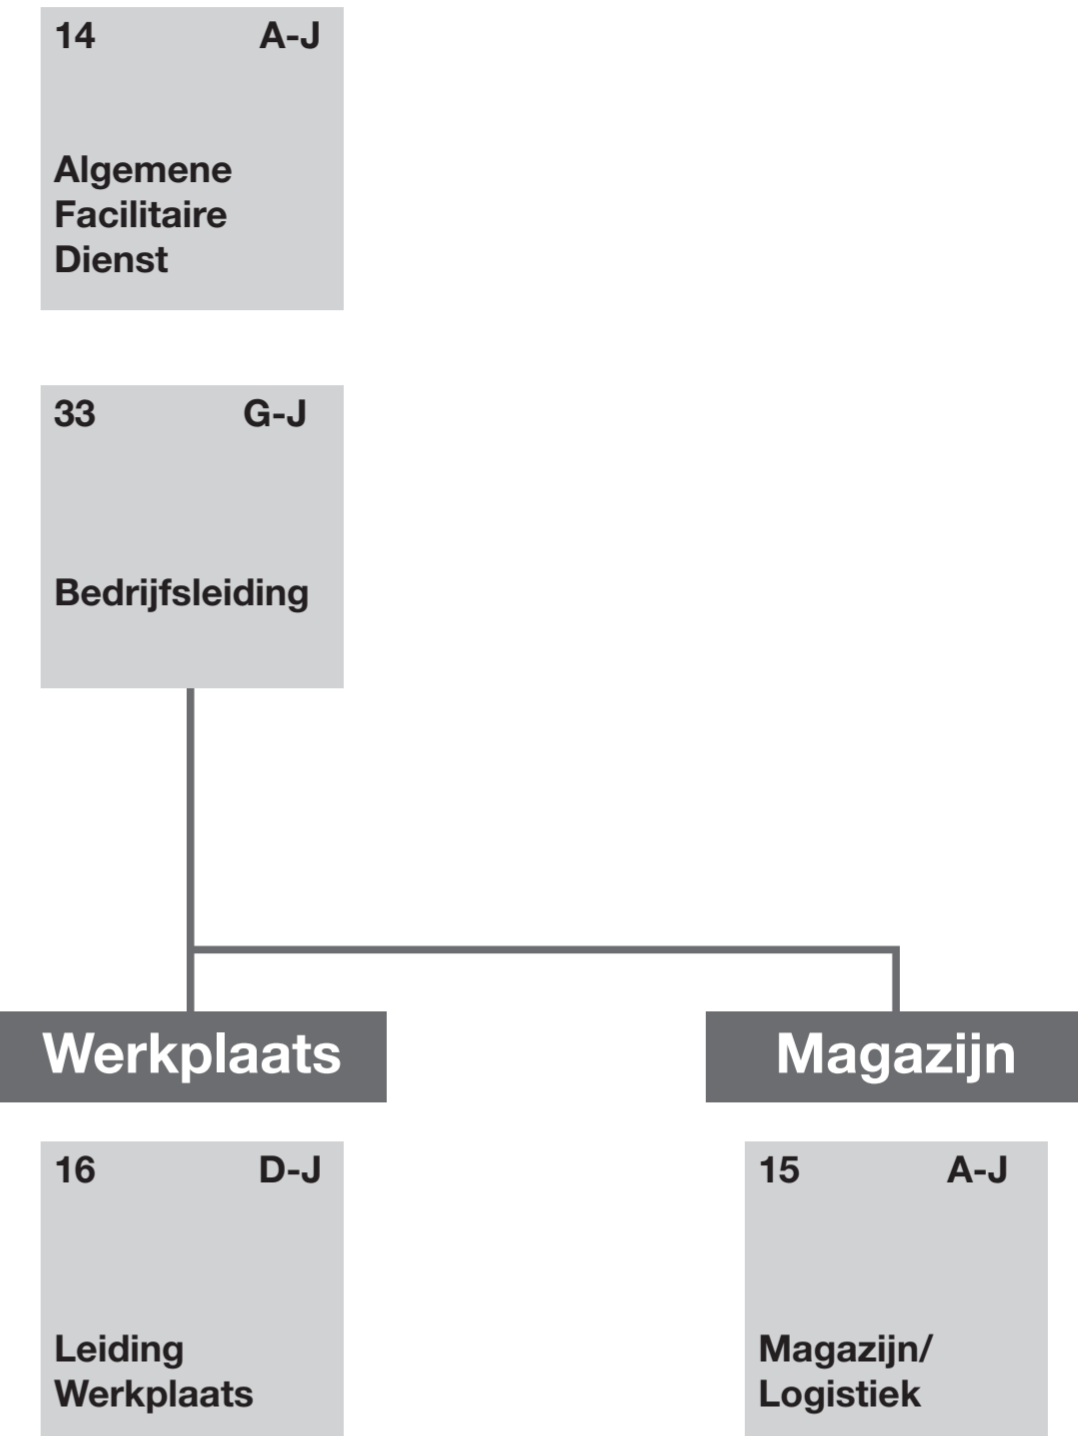 14 A-J
Algemene
Facilitaire
Dienst
33 G-J
Bedrijfsleiding
Werkplaats Magazijn
16 D-J
Leiding
Werkplaats
15 A-J
Magazijn/
Logistiek